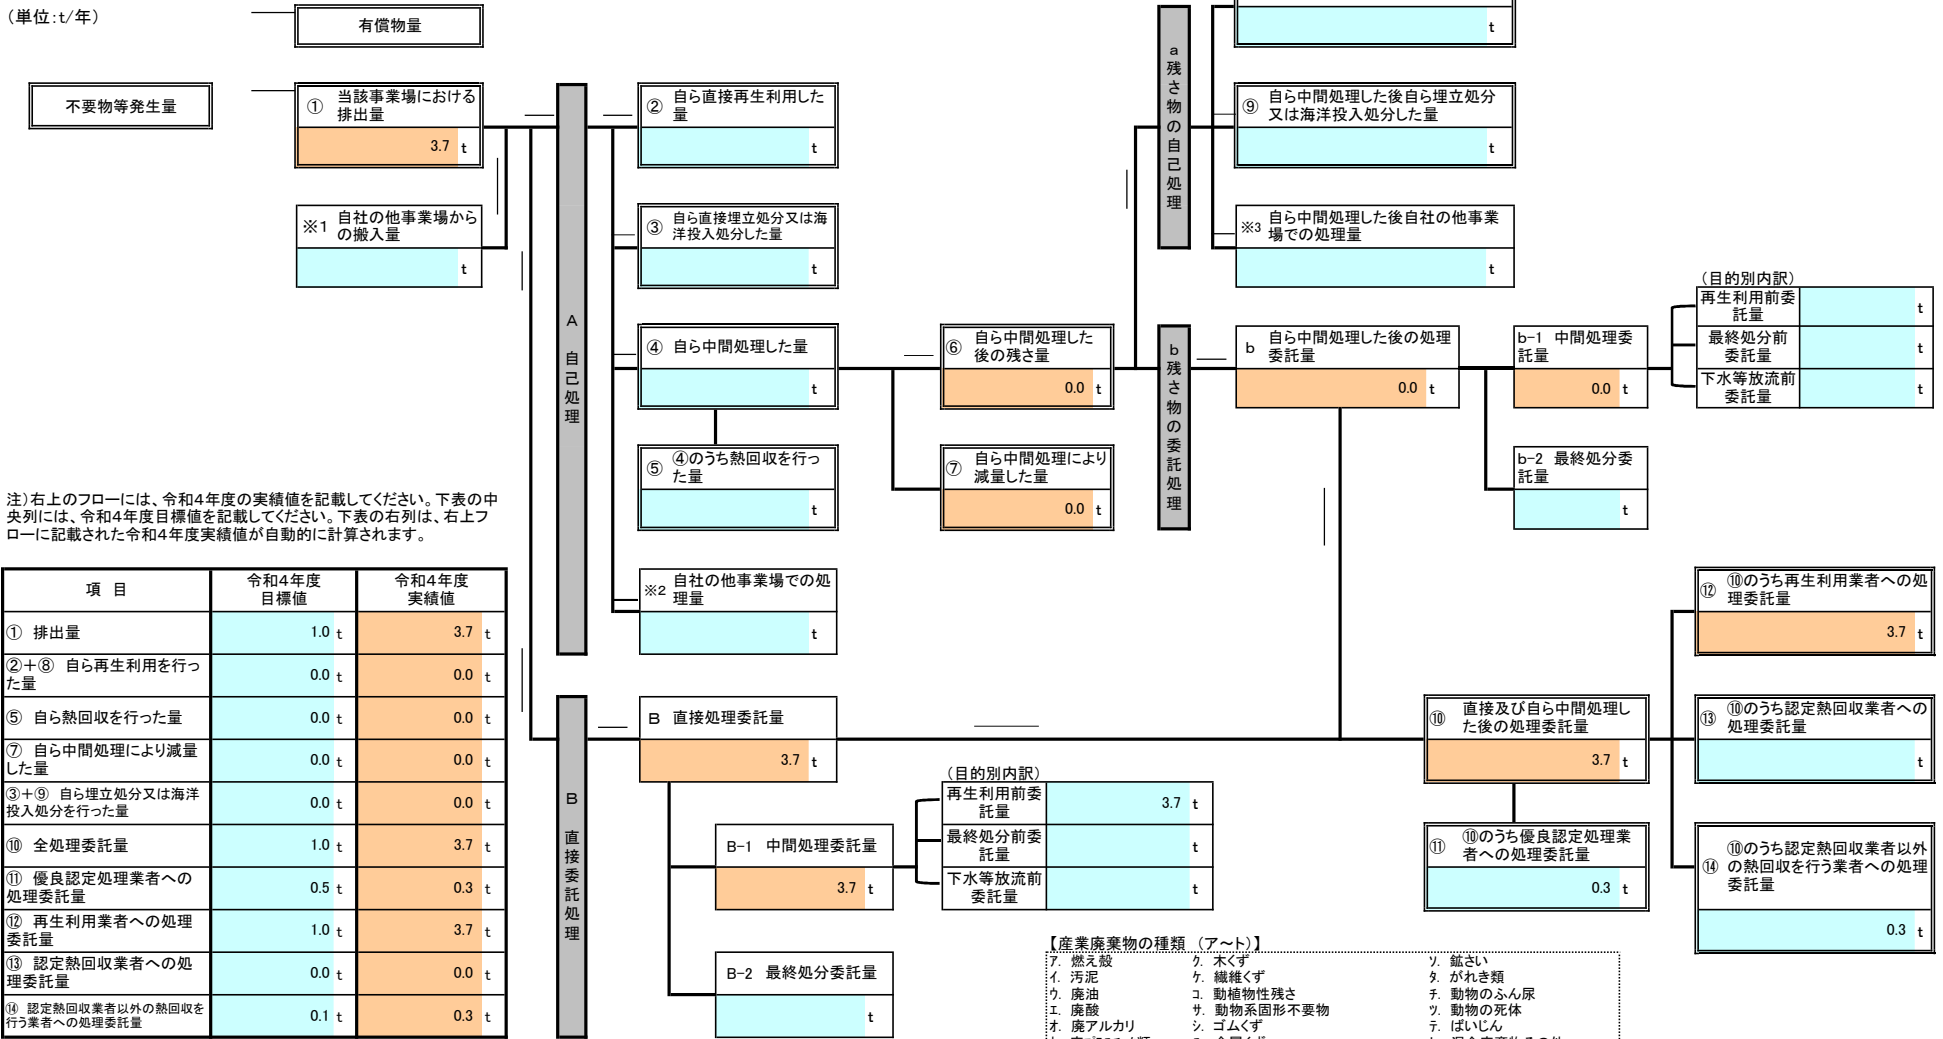 (単位:t/年)
有償物量
t
不要物等発生量
① 当該事業場における
排出量
3.7 t
※1 自社の他事業場から
の搬入量
t
A 自己処理
② 自ら直接再生利用した
量
t
③ 自ら直接埋立処分又は海
洋投入処分した量
t
④ 自ら中間処理した量
t
⑤ ④のうち熱回収を行っ
た量
t
※2 自社の他事業場での処
理量
t
⑥ 自ら中間処理した
後の残さ量
0.0 t
⑦ 自ら中間処理により
減量した量
0.0 t
a 残さ物の自己処理
⑨ 自ら中間処理した後自ら埋立処分
又は海洋投入処分した量
t
※3 自ら中間処理した後自社の他事業
場での処理量
t
b 残さ物の委託処理
b 自ら中間処理した後の処理
委託量
0.0 t
b-1 中間処理委
託量
0.0 t
b-2 最終処分委
託量
t
(目的別内訳)
再生利用前委
託量 t
最終処分前
委託量 t
下水等放流前
委託量 t
注)右上のフローには、令和4年度の実績値を記載してください。下表の中
央列には、令和4年度目標値を記載してください。下表の右列は、右上フ
ローに記載された令和4年度実績値が自動的に計算されます。
項 目 令和4年度 令和4年度
目標値 実績値
① 排出量 1.0 t 3.7 t
②+⑧ 自ら再生利用を行っ
た量 0.0 t 0.0 t
⑤ 自ら熱回収を行った量 0.0 t 0.0 t
⑦ 自ら中間処理により減量
した量 0.0 t 0.0 t
③+⑨ 自ら埋立処分又は海洋
投入処分を行った量 0.0 t 0.0 t
⑩ 全処理委託量 1.0 t 3.7 t
⑪ 優良認定処理業者への
処理委託量 0.5 t 0.3 t
⑫ 再生利用業者への処理
委託量 1.0 t 3.7 t
⑬ 認定熱回収業者への処
理委託量 0.0 t 0.0 t
⑭ 認定熱回収業者以外の熱回収を
行う業者への処理委託量 0.1 t 0.3 t
B 直接委託処理
B 直接処理委託量
3.7 t
B-1 中間処理委託量
3.7 t
B-2 最終処分委託量
t
(目的別内訳)
再生利用前委
託量 3.7 t
最終処分前委
託量 t
下水等放流前
委託量 t
⑩ 直接及び自ら中間処理し
た後の処理委託量
3.7 t
⑪ ⑩のうち優良認定処理業
者への処理委託量
0.3 t
⑫ ⑩のうち再生利用業者への処
理委託量
3.7 t
⑬ ⑩のうち認定熱回収業者への
処理委託量
t
⑭ ⑩のうち認定熱回収業者以外
の熱回収を行う業者への処理
委託量
0.3 t
【産業廃棄物の種類 (ア~ト)】
ア. 燃え殻 ク. 木くず ソ. 鉱さい
イ. 汚泥 ケ. 繊維くず タ. がれき類
ウ. 廃油 コ. 動植物性残さ チ. 動物のふん尿
エ. 廃酸 サ. 動物系固形不要物 ツ. 動物の死体
オ. 廃アルカリ シ. ゴムくず テ. ばいじん